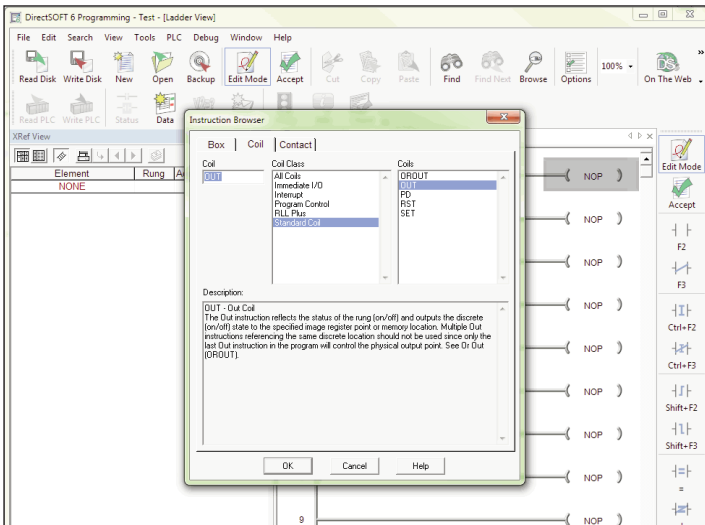 DirectSOFT 6 Programming - Test - [Ladder View]
File Edit Search View Tools PLC Debug Window Help
Read Disk Write Disk New Open Backup Edit Mode Accept Cut Copy Paste Find Find Next Browse Options 100% On The Web
Read PLC Write PLC Status Data
XRef View
Element Rung
NONE
Instruction Browser
Box Coil Contact
Coil
OUT
Coil Class
All Coils
Immediate I/O
Interrupt
Program Control
RLL Plus
Standard Coil
Coils
OROUT
OUT
PD
RST
SET
Description:
OUT - Out Coil
The Out instruction reflects the status of the rung (on/off) and outputs the discrete
(on/off) state to the specified image register point or memory location. Multiple Out
instructions referencing the same discrete location should not be used since only the
last Out instruction in the program will control the physical output point. See Or Out
(OROUT).
OK Cancel Help
NOP
NOP
NOP
NOP
NOP
NOP
NOP
NOP
9 NOP
Edit Mode
Accept
F2
F3
Ctrl+F2
Ctrl+F3
Shift+F2
Shift+F3
=